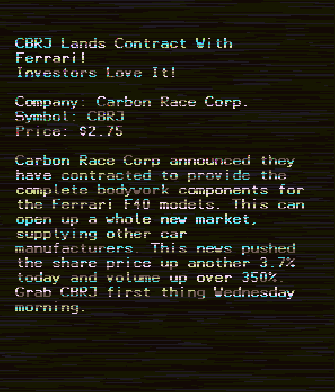 CBRJ Lands Contract With
Ferrari!
Investors Love It!
Company: Carbon Race Corp.
Symbol: CBRJ
Price: $2.75
Carbon Race Corp announced they
have contracted to provide the
complete bodywork components for
the Ferrari F40 models. This can
open up a whole new market,
supplying other car
manufacturers. This news pushed
the share price up another 3.7%
today and volume up over 350%.
Grab CBRJ first thing Wednesday
morning.